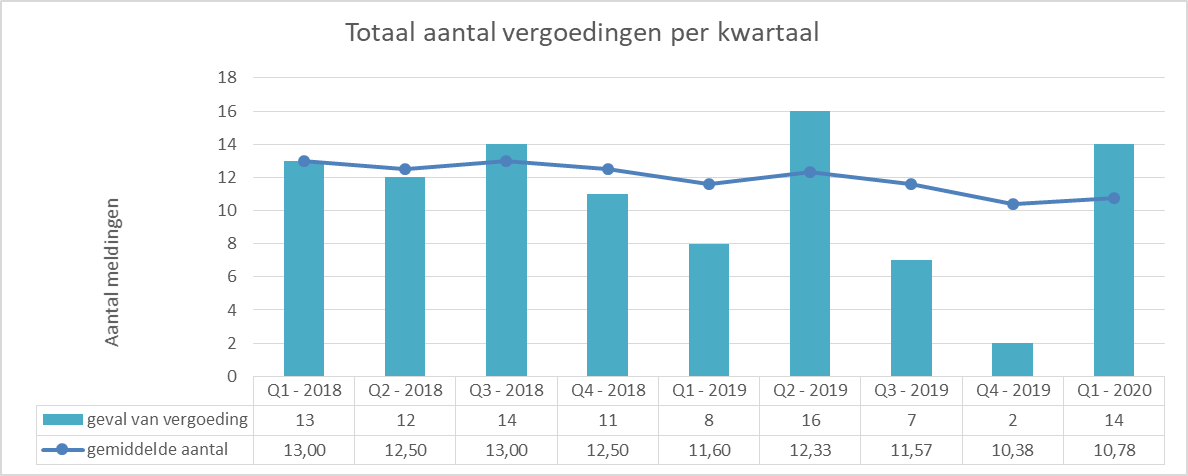 Totaal aantal vergoedingen per kwartaal
Aantal meldingen
18
16
14
12
10
8
6
4
2
0
Q1 - 2018 Q2 - 2018 Q3 - 2018 Q4 - 2018 Q1 - 2019 Q2 - 2019 Q3 - 2019 Q4 - 2019 Q1 - 2020
geval van vergoeding 13 12 14 11 8 16 7 2 14
gemiddelde aantal 13,00 12,50 13,00 12,50 11,60 12,33 11,57 10,38 10,78